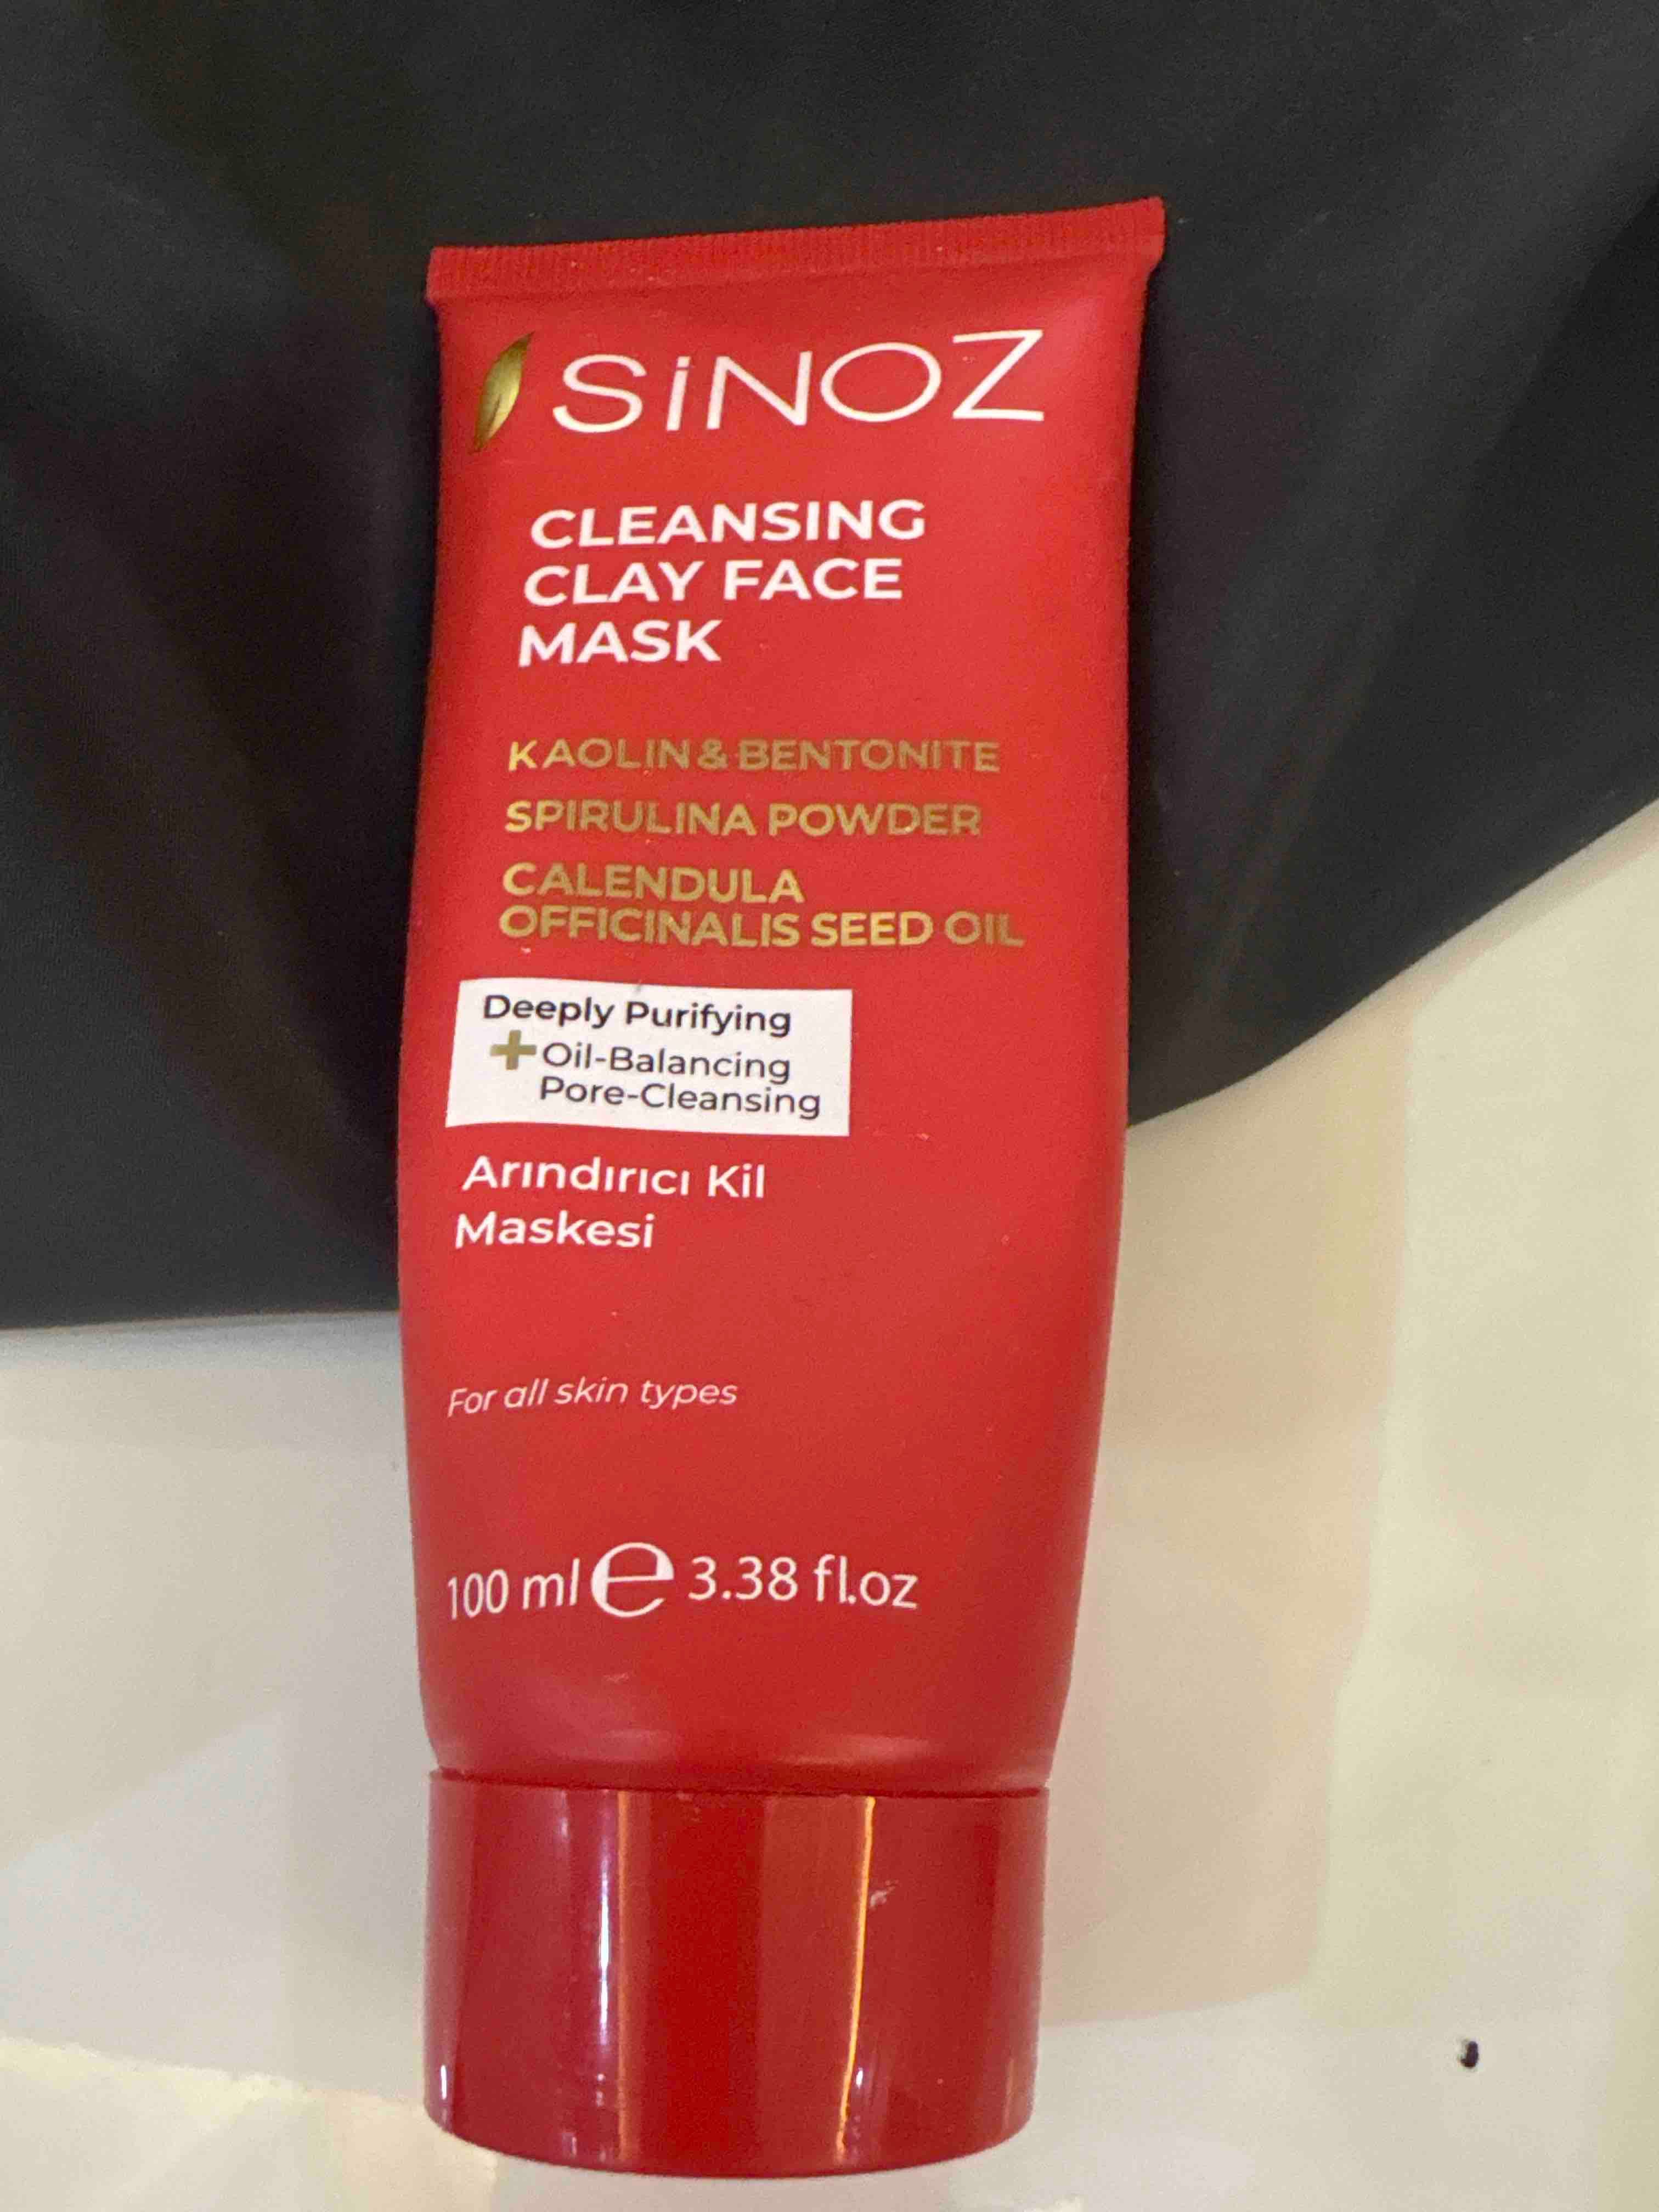 SiNOZ
CLEANSING
CLAY FACE
MASK
KAOLIN & BENTONITE
SPIRULINA POWDER
CALENDULA
OFFICINALIS SEED OIL
Deeply Purifying
+ Oil-Balancing
Pore-Cleansing
Arındırıcı Kil
Maskesi
For all skin types
100 ml e 3.38 fl.oz